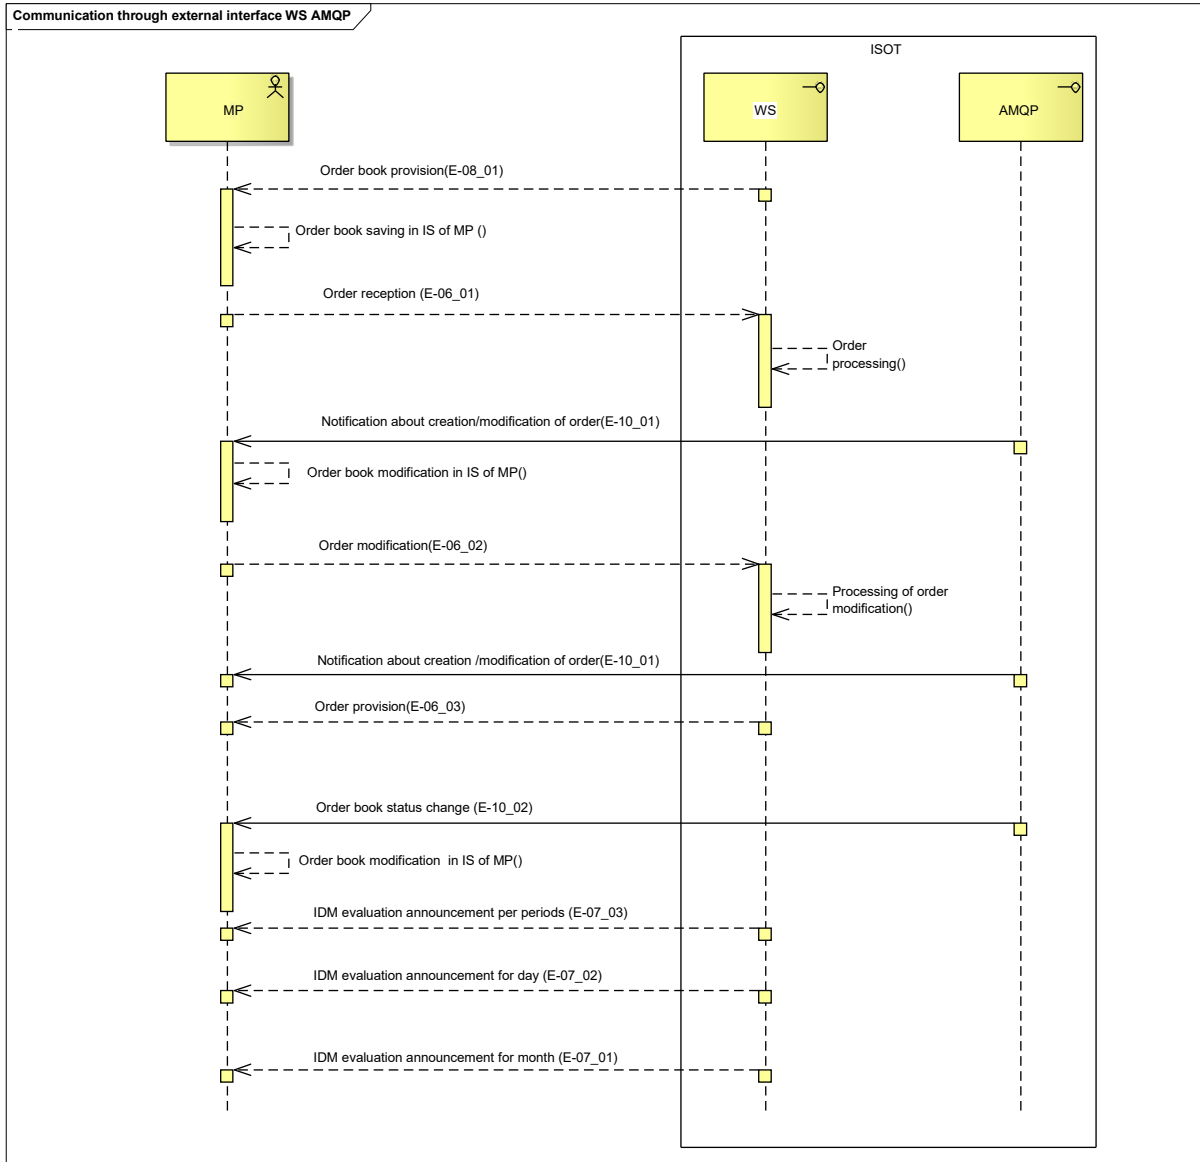 Communication through external interface WS AMQP
ISOT
MP
WS
AMQP
Order book provision(E-08_01)
Order book saving in IS of MP ()
Order reception (E-06_01)
Order
processing()
Notification about creation/modification of order(E-10_01)
Order book modification in IS of MP()
Order modification(E-06_02)
Processing of order
modification()
Notification about creation /modification of order(E-10_01)
Order provision(E-06_03)
Order book status change (E-10_02)
Order book modification  in IS of MP()
IDM evaluation announcement per periods (E-07_03)
IDM evaluation announcement for day (E-07_02)
IDM evaluation announcement for month (E-07_01)